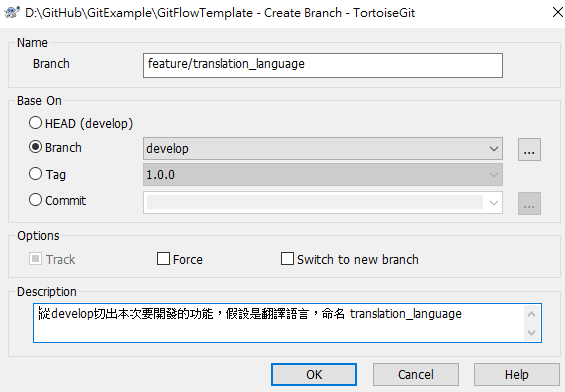 D:\GitHub\GitExample\GitFlowTemplate - Create Branch - TortoiseGit
Name
Branch feature/translation_language
Base On
HEAD (develop)
Branch develop ...
Tag 1.0.0
Commit ...
Options
Track Force Switch to new branch
Description
從develop切出本次要開發的功能，假設是翻譯語言，命名 translation_language
OK Cancel Help